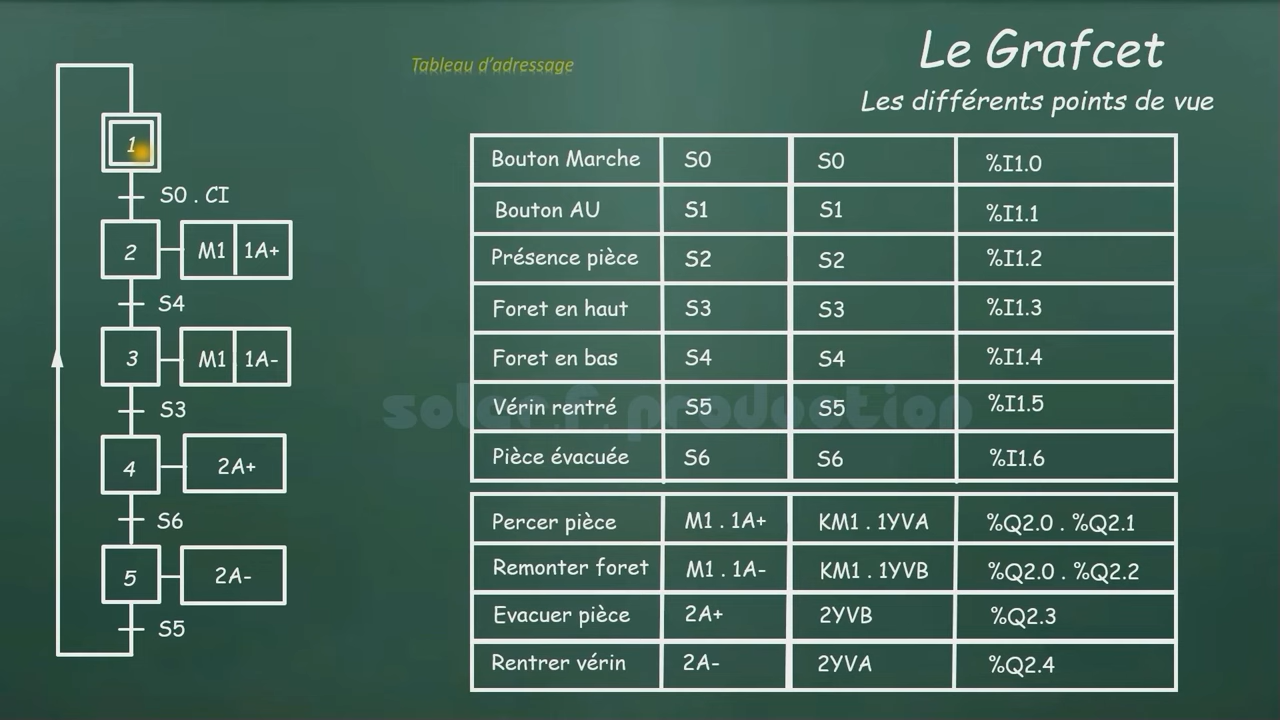 Le Grafcet
Les différents points de vue
Tableau d'adressage
1
S0 . CI
2 M1 1A+
S4
3 M1 1A-
S3
4 2A+
S6
5 2A-
S5
Bouton Marche S0 S0 %I1.0
Bouton AU S1 S1 %I1.1
Présence pièce S2 S2 %I1.2
Foret en haut S3 S3 %I1.3
Foret en bas S4 S4 %I1.4
Vérin rentré S5 S5 %I1.5
Pièce évacuée S6 S6 %I1.6
Percer pièce M1 . 1A+ KM1 . 1YVA %Q2.0 . %Q2.1
Remonter foret M1 . 1A- KM1 . 1YVB %Q2.0 . %Q2.2
Evacuer pièce 2A+ 2YVB %Q2.3
Rentrer vérin 2A- 2YVA %Q2.4